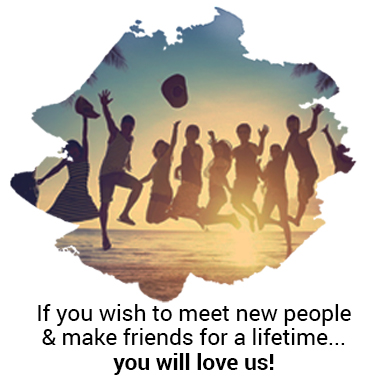 If you wish to meet new people
& make friends for a lifetime...
you will love us!